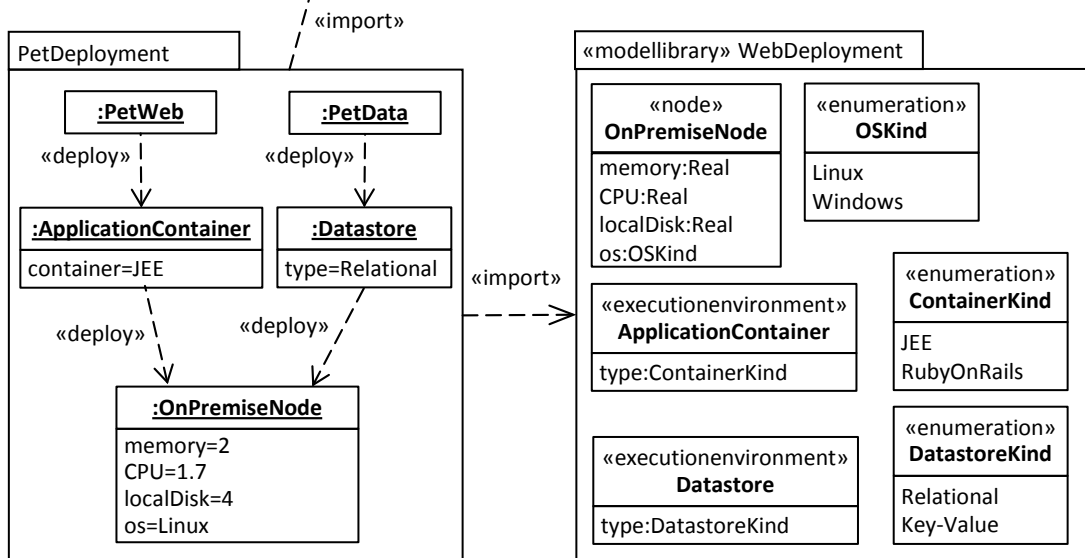 «import»
PetDeployment
:PetWeb
:PetData
«deploy»
«deploy»
:ApplicationContainer
container=JEE
:Datastore
type=Relational
«deploy»
«deploy»
:OnPremiseNode
memory=2
CPU=1.7
localDisk=4
os=Linux
«import»
«modellibrary» WebDeployment
«node»
OnPremiseNode
memory:Real
CPU:Real
localDisk:Real
os:OSKind
«enumeration»
OSKind
Linux
Windows
«executionenvironment»
ApplicationContainer
type:ContainerKind
«enumeration»
ContainerKind
JEE
RubyOnRails
«executionenvironment»
Datastore
type:DatastoreKind
«enumeration»
DatastoreKind
Relational
Key-Value